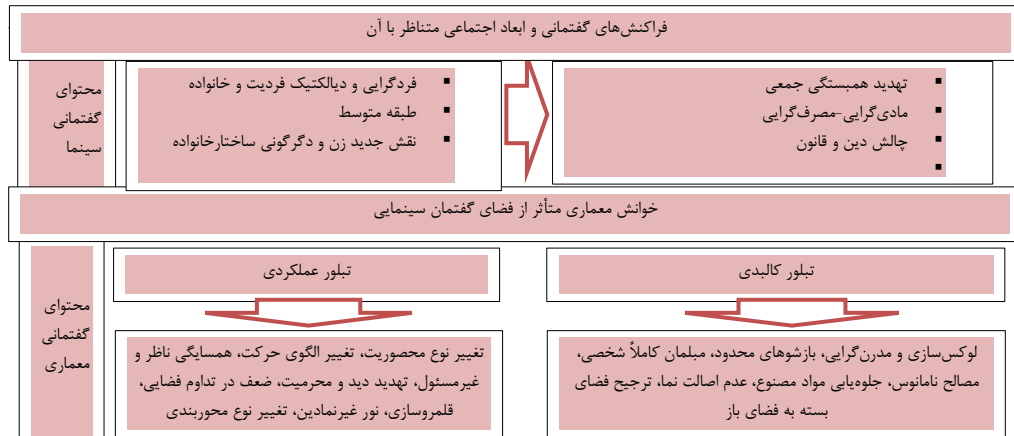 فراکنش‌های گفتمانی و ابعاد اجتماعی متناظر با آن
محتوای
گفتمانی
سینما
فردگرایی و دیالکتیک فردیت و خانواده
طبقه متوسط
نقش جدید زن و دگرگونی ساختارخانواده
تهدید همبستگی جمعی
مادی‌گرایی-مصرف‌گرایی
چالش دین و قانون
خوانش معماری متأثر از فضای گفتمان سینمایی
محتوای
گفتمانی
معماری
تبلور عملکردی
تغییر نوع محصوریت، تغییر الگوی حرکت، همسایگی ناظر و
غیرمسئول، تهدید دید و محرمیت، ضعف در تداوم فضایی،
قلمروسازی، نور غیرنمادین، تغییر نوع محوربندی
تبلور کالبدی
لوکس‌سازی و مدرن‌گرایی، بازشوهای محدود، مبلمان کاملاً شخصی،
مصالح نامانوس، جلوه‌یابی مواد مصنوع، عدم اصالت نما، ترجیح فضای
بسته به فضای باز